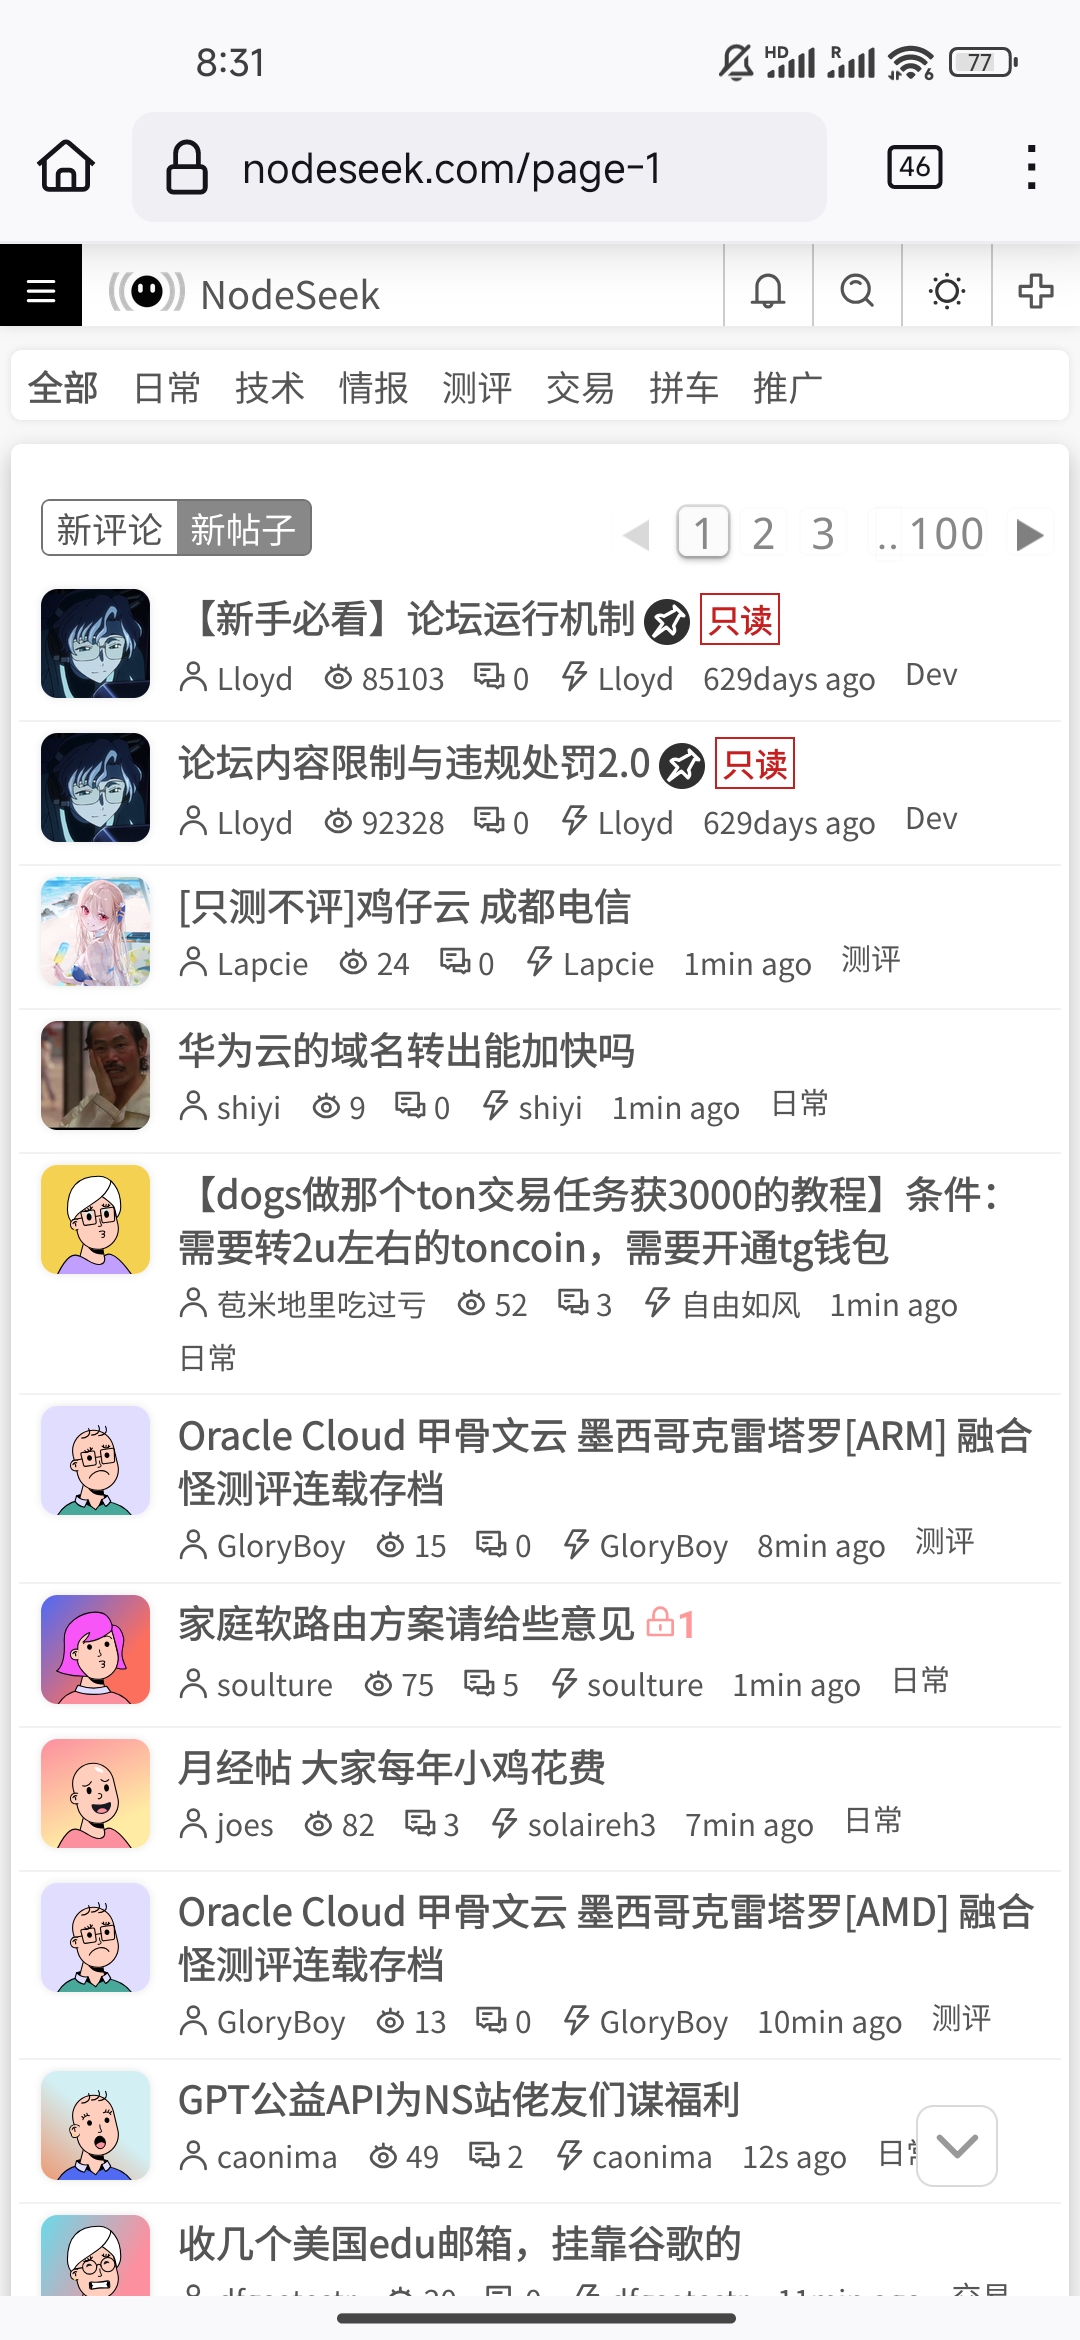 8:31
HD R 6 77
nodeseek.com/page-1 46
NodeSeek
全部 日常 技术 情报 测评 交易 拼车 推广
新评论 新帖子 1 2 3 .. 100
【新手必看】论坛运行机制 只读
Lloyd 85103 0 Lloyd 629days ago Dev
论坛内容限制与违规处罚2.0 只读
Lloyd 92328 0 Lloyd 629days ago Dev
[只测不评]鸡仔云 成都电信
Lapcie 24 0 Lapcie 1min ago 测评
华为云的域名转出能加快吗
shiyi 9 0 shiyi 1min ago 日常
【dogs做那个ton交易任务获3000的教程】条件：
需要转2u左右的toncoin，需要开通tg钱包
苞米地里吃过亏 52 3 自由如风 1min ago
日常
Oracle Cloud 甲骨文云 墨西哥克雷塔罗[ARM] 融合
怪测评连载存档
GloryBoy 15 0 GloryBoy 8min ago 测评
家庭软路由方案请给些意见 1
soulture 75 5 soulture 1min ago 日常
月经帖 大家每年小鸡花费
joes 82 3 solaireh3 7min ago 日常
Oracle Cloud 甲骨文云 墨西哥克雷塔罗[AMD] 融合
怪测评连载存档
GloryBoy 13 0 GloryBoy 10min ago 测评
GPT公益API为NS站佬友们谋福利
caonima 49 2 caonima 12s ago 日常
收几个美国edu邮箱，挂靠谷歌的
11min ago 交易